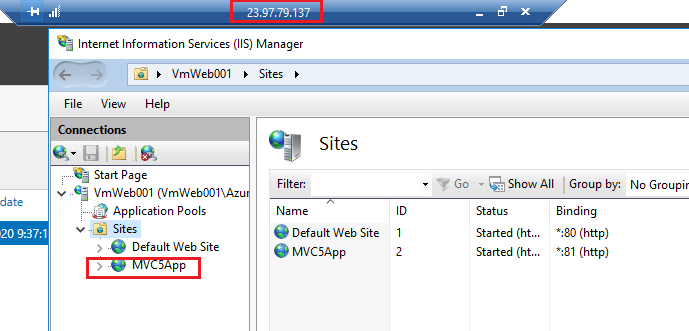 23.97.79.137
Internet Information Services (IIS) Manager
VmWeb001 Sites
File View Help
Connections
Start Page
VmWeb001 (VmWeb001\Azur
Application Pools
Sites
Default Web Site
MVC5App
date
020 9:37:1
Sites
Filter: Go Show All Group by: No Grouping
Name ID Status Binding
Default Web Site 1 Started (ht... *:80 (http)
MVC5App 2 Started (ht... *:81 (http)